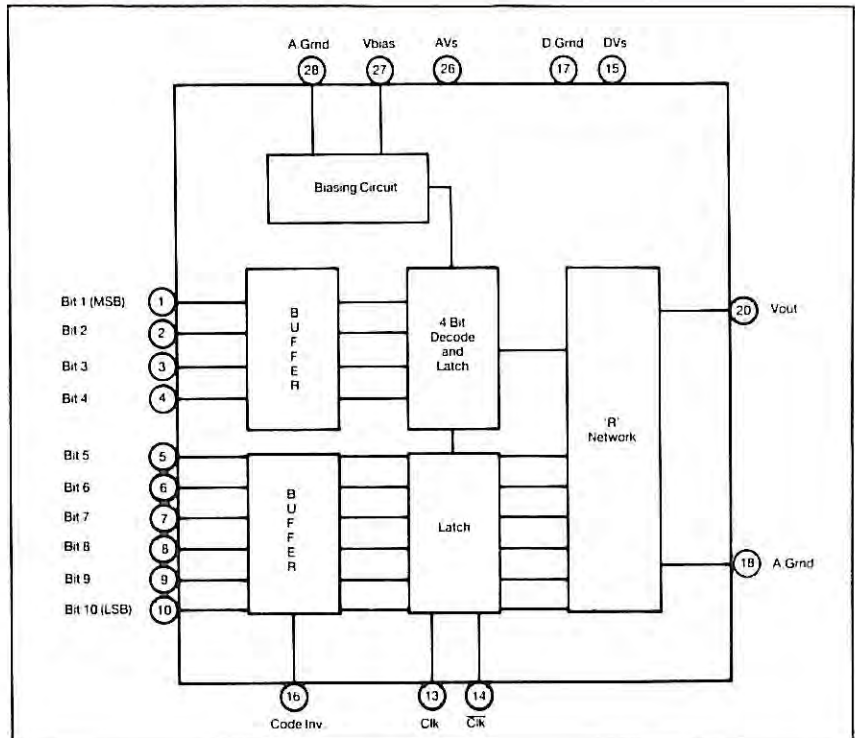 A Grnd Vbias AVs D Grnd DVs
28 27 26 17 15
Biasing Circuit
Bit 1 (MSB) 1
Bit 2 2
Bit 3 3
Bit 4 4
BUFFER
4 Bit
Decode
and
Latch
'R'
Network
20 Vout
Bit 5 5
Bit 6 6
Bit 7 7
Bit 8 8
Bit 9 9
Bit 10 (LSB) 10
BUFFER
Latch
18 A Grnd
16 13 14
Code Inv. Clk C̅l̅k̅